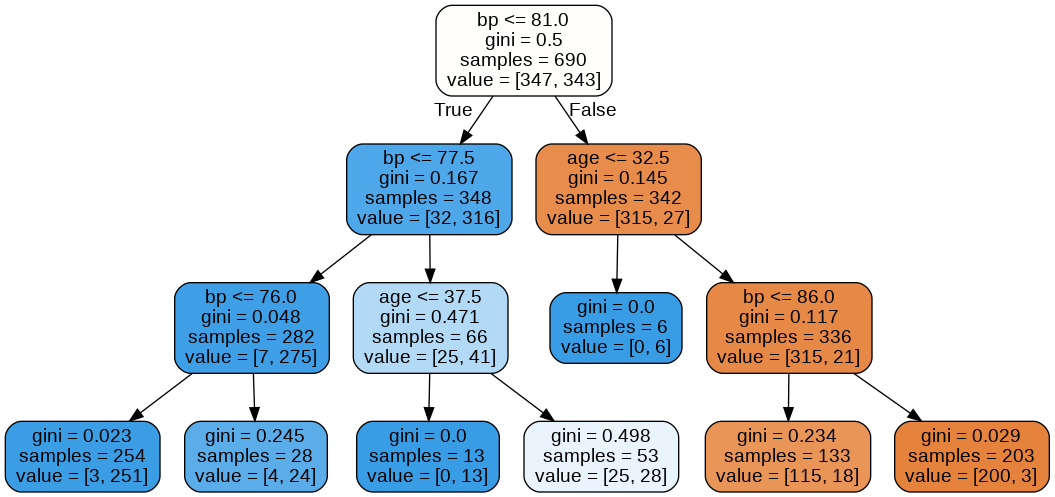 bp <= 81.0
gini = 0.5
samples = 690
value = [347, 343]
True
False
bp <= 77.5
gini = 0.167
samples = 348
value = [32, 316]
age <= 32.5
gini = 0.145
samples = 342
value = [315, 27]
bp <= 76.0
gini = 0.048
samples = 282
value = [7, 275]
age <= 37.5
gini = 0.471
samples = 66
value = [25, 41]
gini = 0.0
samples = 6
value = [0, 6]
bp <= 86.0
gini = 0.117
samples = 336
value = [315, 21]
gini = 0.023
samples = 254
value = [3, 251]
gini = 0.245
samples = 28
value = [4, 24]
gini = 0.0
samples = 13
value = [0, 13]
gini = 0.498
samples = 53
value = [25, 28]
gini = 0.234
samples = 133
value = [115, 18]
gini = 0.029
samples = 203
value = [200, 3]